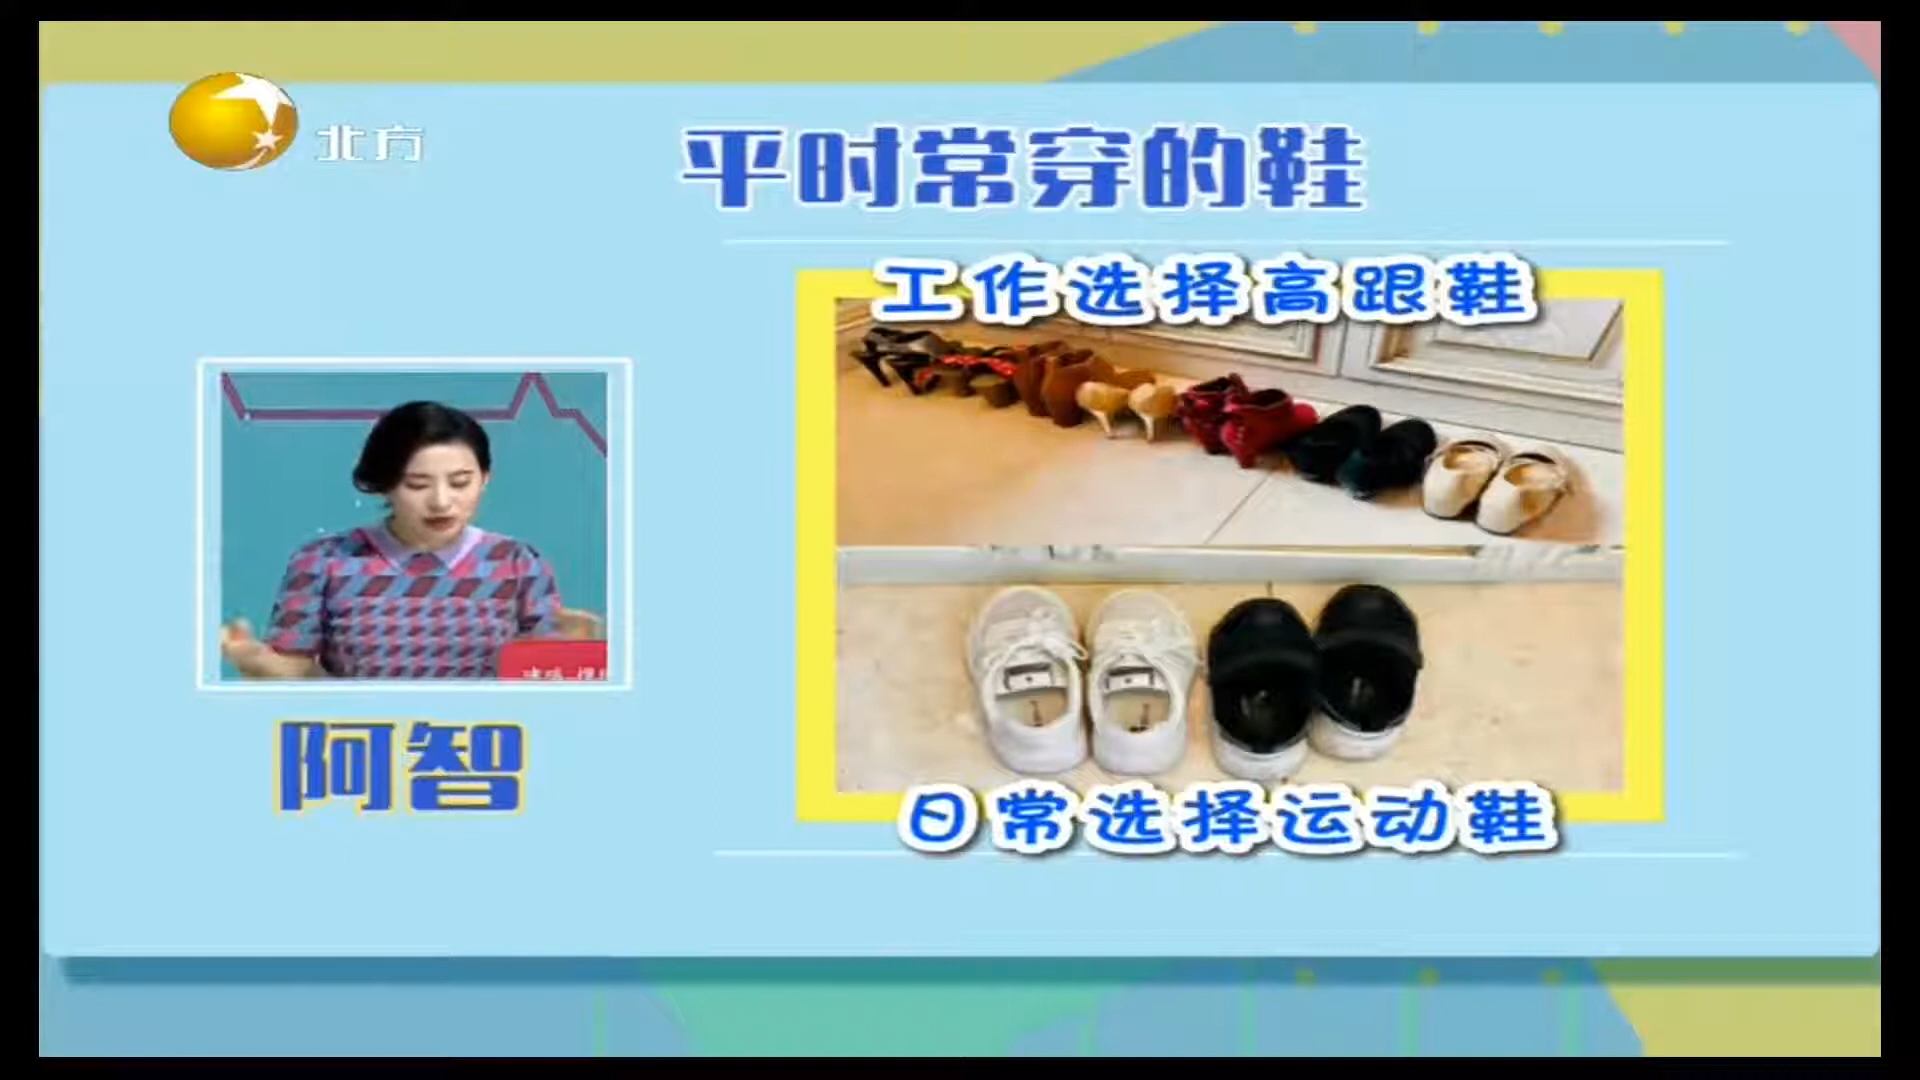 北方
平时常穿的鞋
工作选择高跟鞋
日常选择运动鞋
阿智